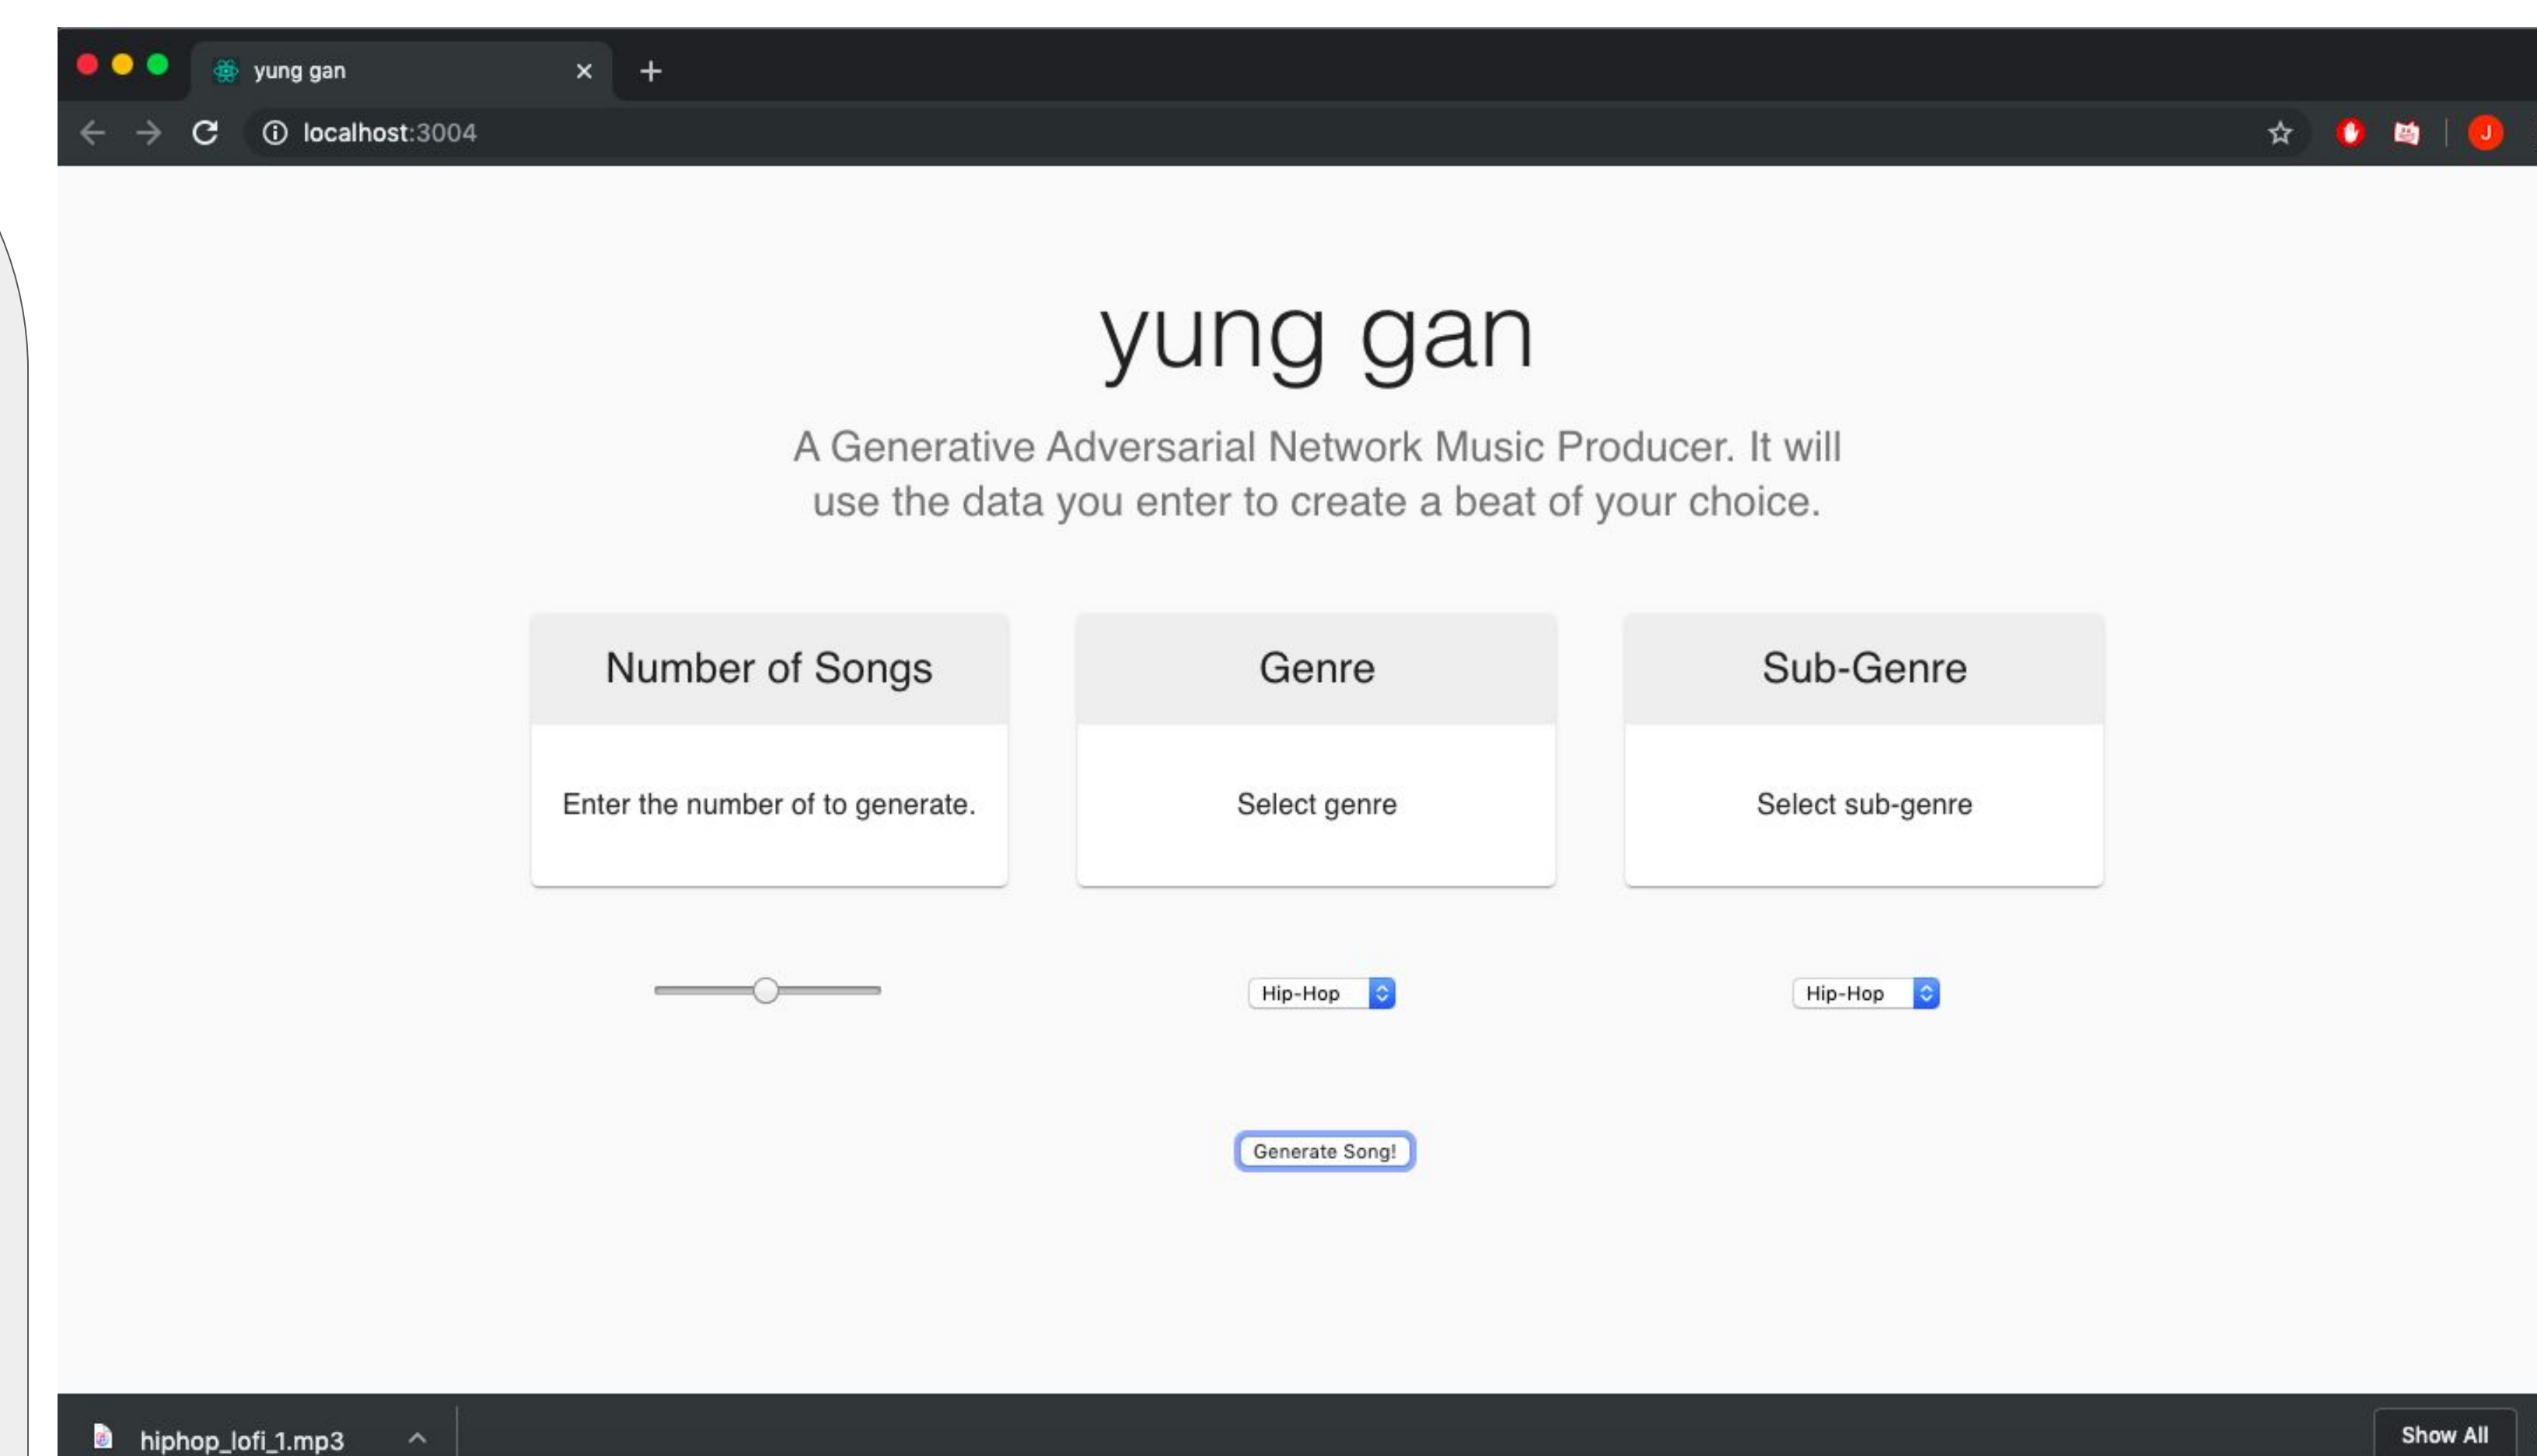 yung gan
localhost:3004
J
yung gan
A Generative Adversarial Network Music Producer. It will
use the data you enter to create a beat of your choice.
Number of Songs
Enter the number of to generate.
Genre
Select genre
Sub-Genre
Select sub-genre
Hip-Hop
Hip-Hop
Generate Song!
hiphop_lofi_1.mp3
Show All